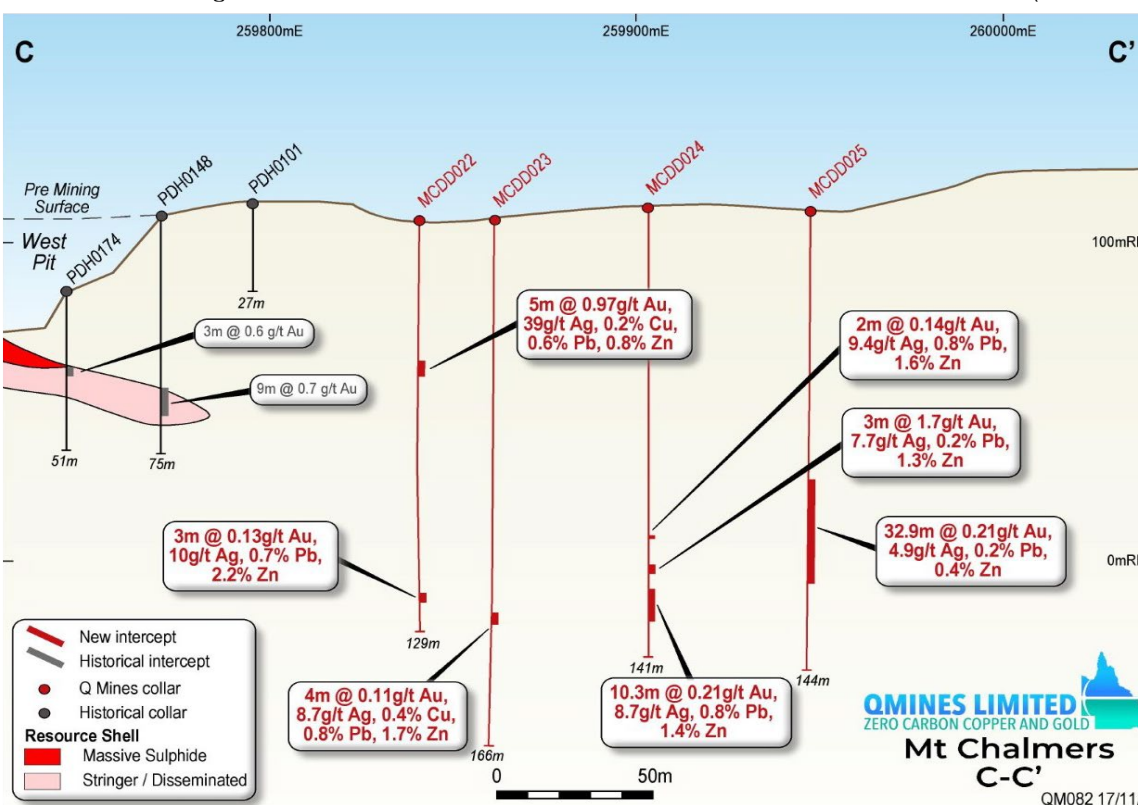 259800mE
259900mE
260000mE
C
C'
PDH0174
PDH0148
PDH0101
MCDD022
MCDD023
MCDD024
MCDD025
Pre Mining
Surface
West
Pit
100mR
27m
3m @ 0.6 g/t Au
9m @ 0.7 g/t Au
51m
75m
5m @ 0.97g/t Au,
39g/t Ag, 0.2% Cu,
0.6% Pb, 0.8% Zn
2m @ 0.14g/t Au,
9.4g/t Ag, 0.8% Pb,
1.6% Zn
3m @ 1.7g/t Au,
7.7g/t Ag, 0.2% Pb,
1.3% Zn
32.9m @ 0.21g/t Au,
4.9g/t Ag, 0.2% Pb,
0.4% Zn
3m @ 0.13g/t Au,
10g/t Ag, 0.7% Pb,
2.2% Zn
0mR
129m
141m
144m
4m @ 0.11g/t Au,
8.7g/t Ag, 0.4% Cu,
0.8% Pb, 1.7% Zn
10.3m @ 0.21g/t Au,
8.7g/t Ag, 0.8% Pb,
1.4% Zn
166m
New intercept
Historical intercept
Q Mines collar
Historical collar
Resource Shell
Massive Sulphide
Stringer / Disseminated
0
50m
QMINES LIMITED
ZERO CARBON COPPER AND GOLD
Mt Chalmers
C-C'
QM082 17/11